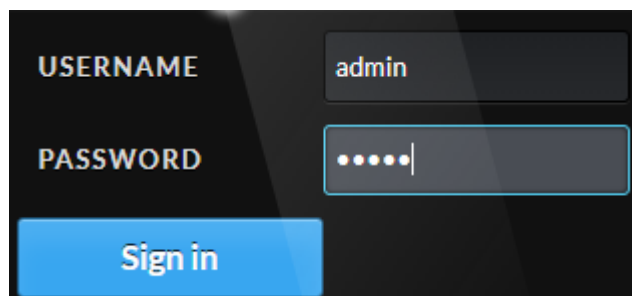 USERNAME admin
PASSWORD •••••
Sign in